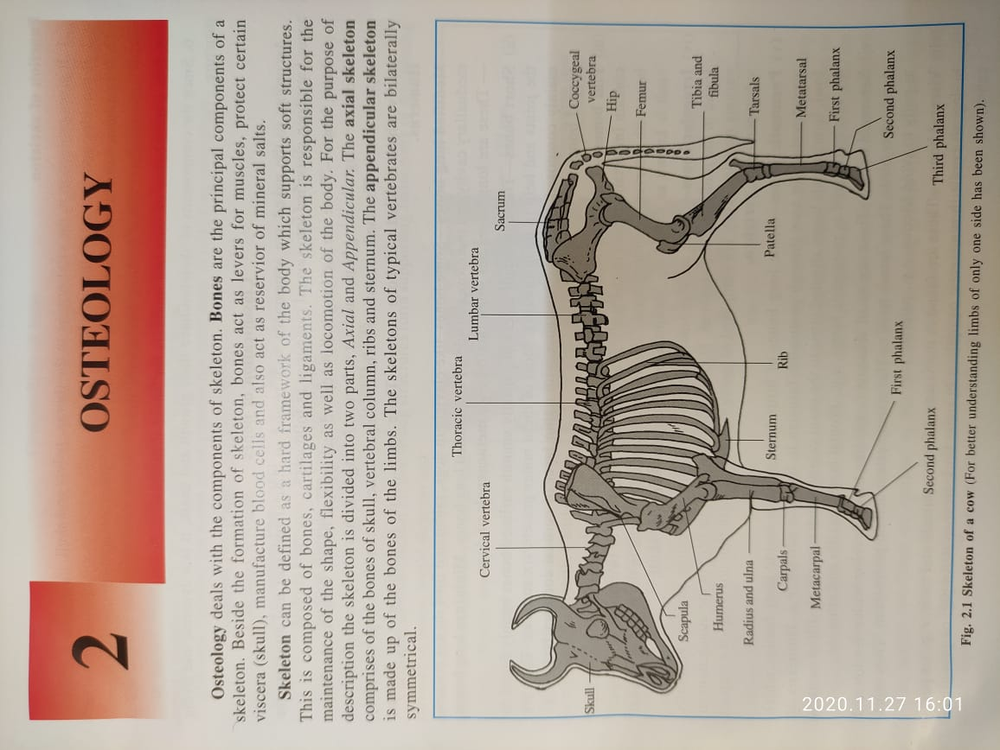 2
OSTEOLOGY
Osteology deals with the components of skeleton. Bones are the principal components of a
skeleton. Beside the formation of skeleton, bones act as levers for muscles, protect certain
viscera (skull), manufacture blood cells and also act as reservior of mineral salts.
Skeleton can be defined as a hard framework of the body which supports soft structures.
This is composed of bones, cartilages and ligaments. The skeleton is responsible for the
maintenance of the shape, flexibility as well as locomotion of the body. For the purpose of
description the skeleton is divided into two parts, Axial and Appendicular. The axial skeleton
comprises of the bones of skull, vertebral column, ribs and sternum. The appendicular skeleton
is made up of the bones of the limbs. The skeletons of typical vertebrates are bilaterally
symmetrical.
Thoracic vertebra
Lumbar vertebra
Cervical vertebra
Sacrum
Coccygeal
vertebra
Hip
Femur
Tibia and
fibula
Tarsals
Metatarsal
First phalanx
Second phalanx
Third phalanx
Patella
Rib
Sternum
Skull
Scapula
Humerus
Radius and ulna
Carpals
Metacarpal
First phalanx
Second phalanx
Fig. 2.1 Skeleton of a cow (For better understanding limbs of only one side has been shown).
2020.11.27 16:01